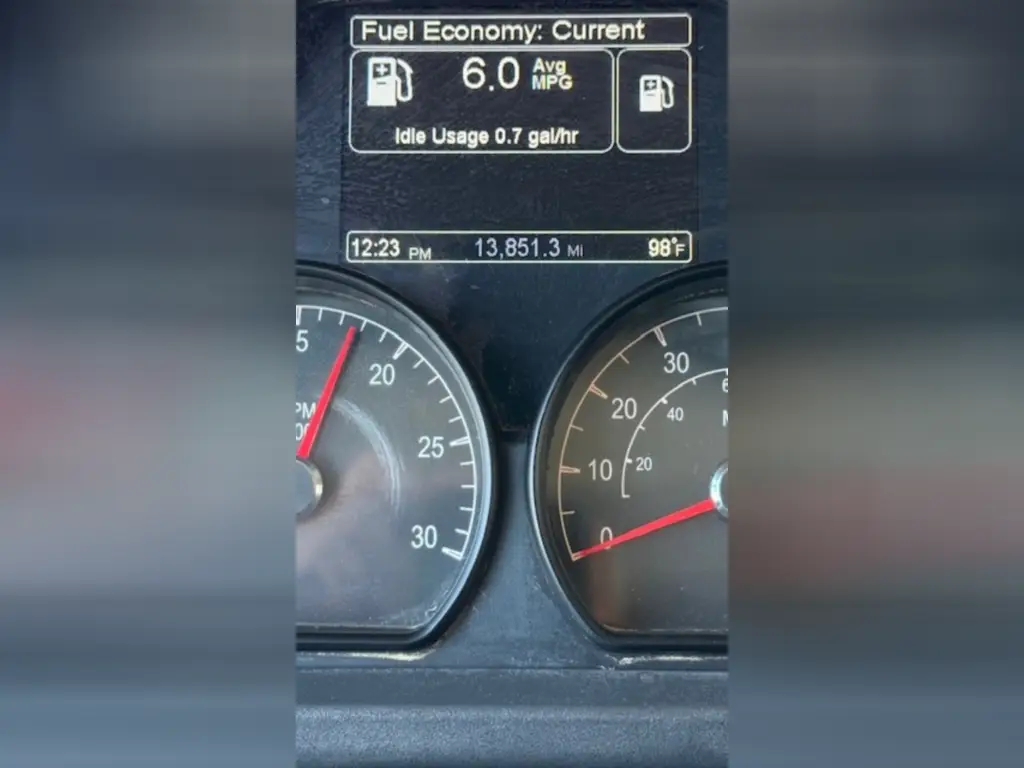 Fuel Economy: Current
6.0 Avg MPG
Idle Usage 0.7 gal/hr
12:23 PM 13,851.3 MI 98°F
5
20
25
30
0
10
20
30
20
40